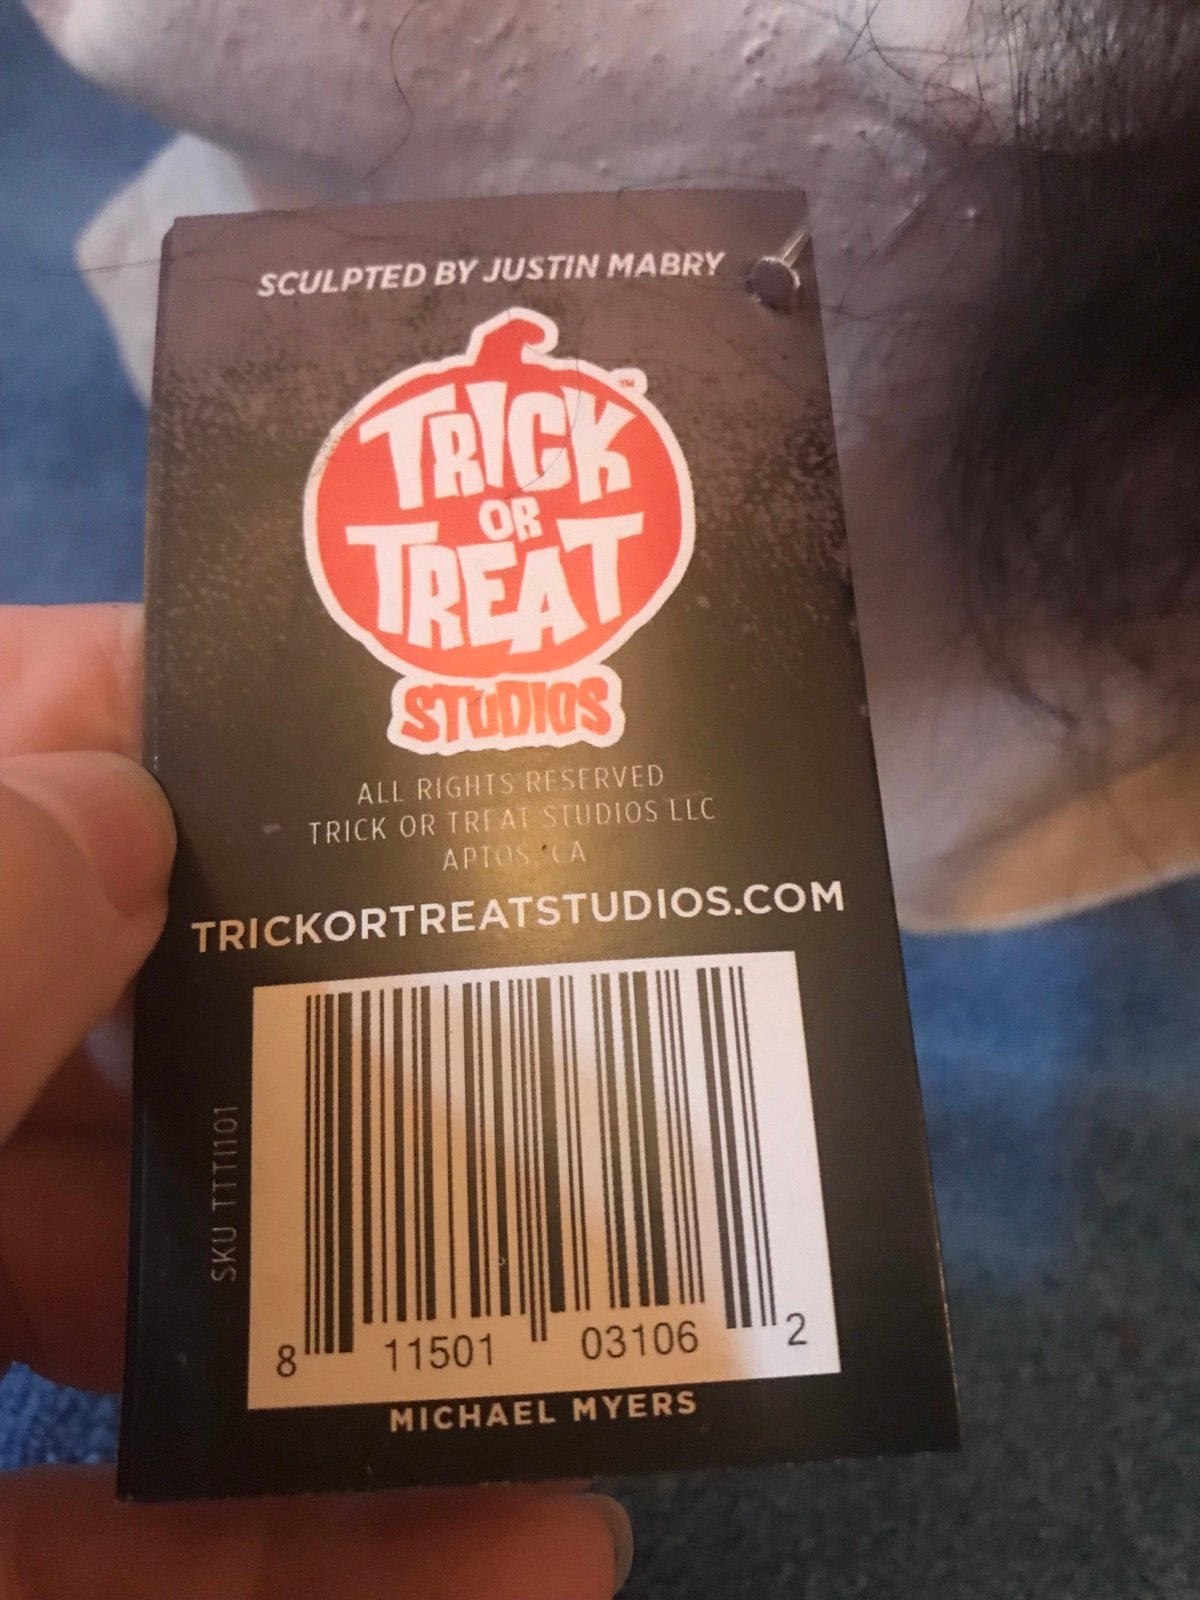 SCULPTED BY JUSTIN MABRY
TRICK
OR
TREAT
STUDIOS
™
ALL RIGHTS RESERVED
TRICK OR TREAT STUDIOS LLC
APTOS, CA
TRICKORTREATSTUDIOS.COM
SKU TTTI101
8 11501 03106 2
MICHAEL MYERS